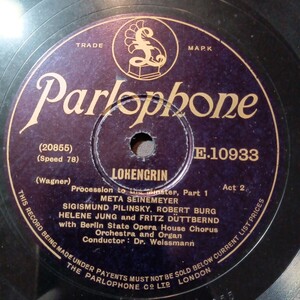 TRADE MARK
Parlophone
(20855)
(Speed 78)
LOHENGRIN
E.10933
(Wagner)
Procession to the Minster, Part 1
Act 2
META SEINEMEYER
SIGISMUND PILINSKY, ROBERT BURG
HELENE JUNG and FRITZ DÜTTBERND
with Berlin State Opera House Chorus
Orchestra and Organ
Conductor: Dr. Weissmann
THIS RECORD BEING MADE UNDER PATENTS MUST NOT BE SOLD BELOW CURRENT LIST PRICES
THE PARLOPHONE Co LTD LONDON